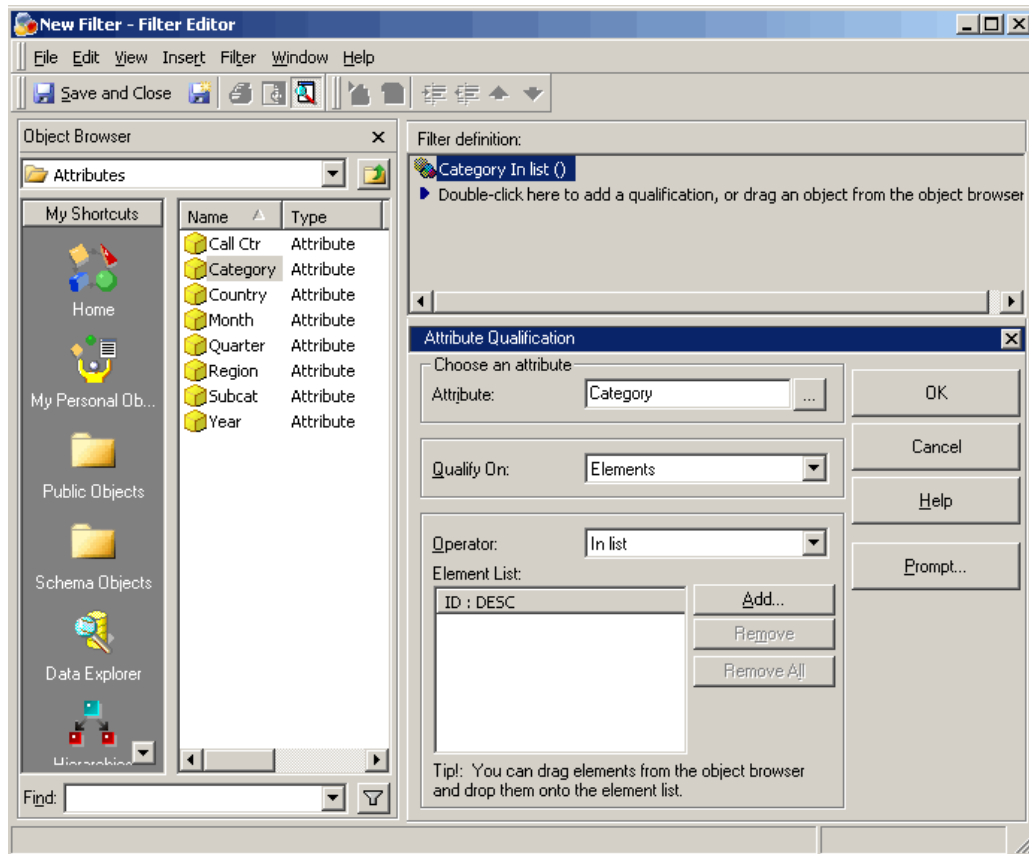 New Filter - Filter Editor
File Edit View Insert Filter Window Help
Save and Close
Object Browser
Attributes
My Shortcuts
Home
My Personal Ob...
Public Objects
Schema Objects
Data Explorer
Name Type
Call Ctr Attribute
Category Attribute
Country Attribute
Month Attribute
Quarter Attribute
Region Attribute
Subcat Attribute
Year Attribute
Find:
Filter definition:
Category In list ()
Double-click here to add a qualification, or drag an object from the object browser
Attribute Qualification
Choose an attribute
Attribute: Category ...
Qualify On: Elements
Operator: In list
Element List:
ID : DESC
Add...
Remove
Remove All
Tip!: You can drag elements from the object browser
and drop them onto the element list.
OK
Cancel
Help
Prompt...